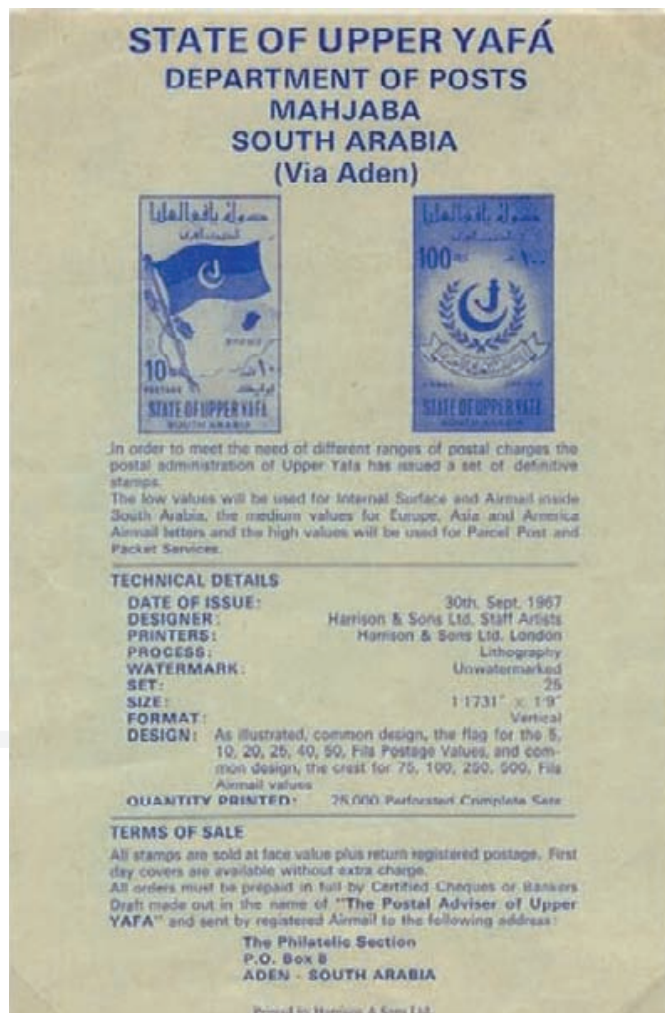 STATE OF UPPER YAFÁ
DEPARTMENT OF POSTS
MAHJABA
SOUTH ARABIA
(Via Aden)
10
POSTAGE
STATE OF UPPER YAFA
SOUTH ARABIA
100
STATE OF UPPER YAFA
SOUTH ARABIA
In order to meet the need of different ranges of postal charges the
postal administration of Upper Yafa has issued a set of definitive
stamps.
The low values will be used for Internal Surface and Airmail inside
South Arabia, the medium values for Europe, Asia and America
Airmail letters and the high values will be used for Parcel Post and
Packet Services.
TECHNICAL DETAILS
DATE OF ISSUE: 30th, Sept. 1967
DESIGNER: Harrison & Sons Ltd. Staff Artists
PRINTERS: Harrison & Sons Ltd. London
PROCESS: Lithography
WATERMARK: Unwatermarked
SET: 25
SIZE: 1·1731" x 1·9"
FORMAT: Vertical
DESIGN: As illustrated, common design, the flag for the 5,
10, 20, 25, 40, 50, Fils Postage Values, and com-
mon design, the crest for 75, 100, 250, 500, Fils
Airmail values
QUANTITY PRINTED: 25,000 Perforated Complete Sets
TERMS OF SALE
All stamps are sold at face value plus return registered postage. First
day covers are available without extra charge.
All orders must be prepaid in full by Certified Cheques or Bankers
Draft made out in the name of "The Postal Adviser of Upper
YAFA" and sent by registered Airmail to the following address:
The Philatelic Section
P.O. Box 8
ADEN - SOUTH ARABIA
Printed by Harrison & Sons Ltd.